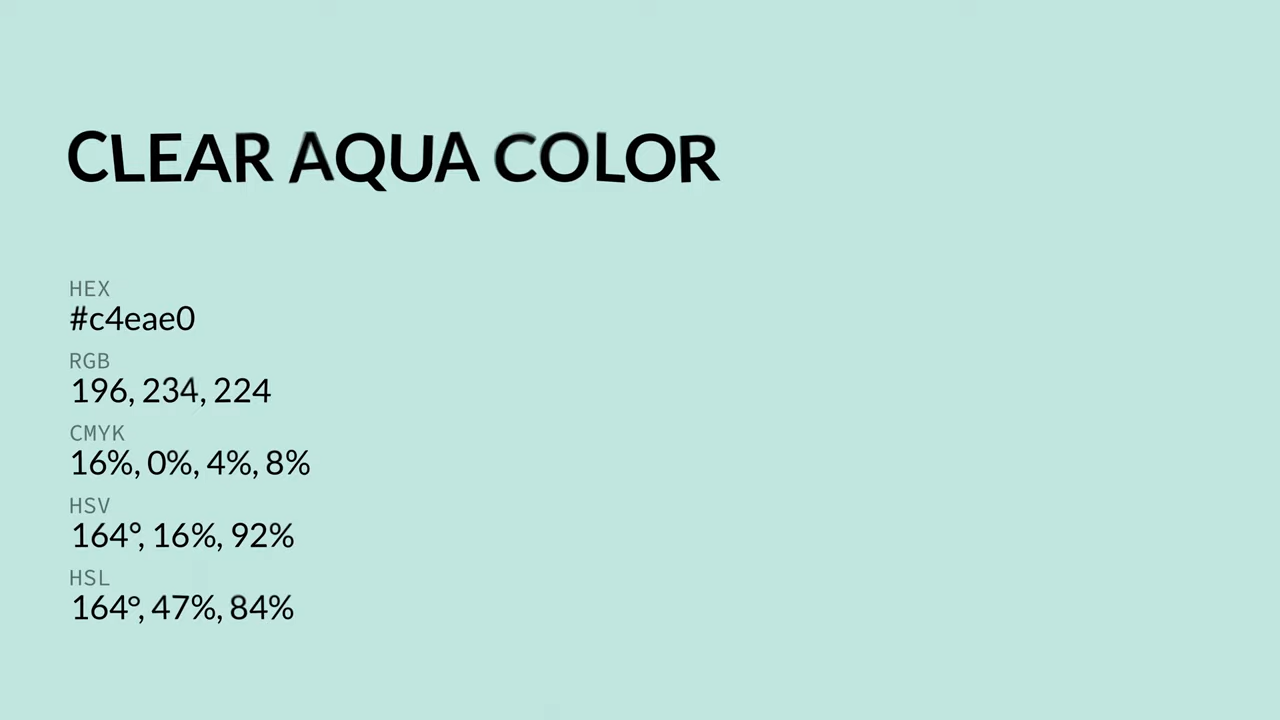 CLEAR AQUA COLOR
HEX
#c4eae0
RGB
196, 234, 224
CMYK
16%, 0%, 4%, 8%
HSV
164°, 16%, 92%
HSL
164°, 47%, 84%